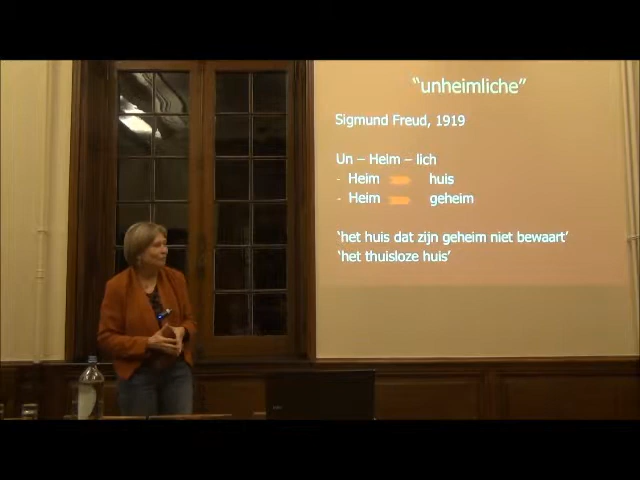 “unheimliche”
Sigmund Freud, 1919
Un – Heim – lich
- Heim huis
- Heim geheim
‘het huis dat zijn geheim niet bewaart’
‘het thuisloze huis’